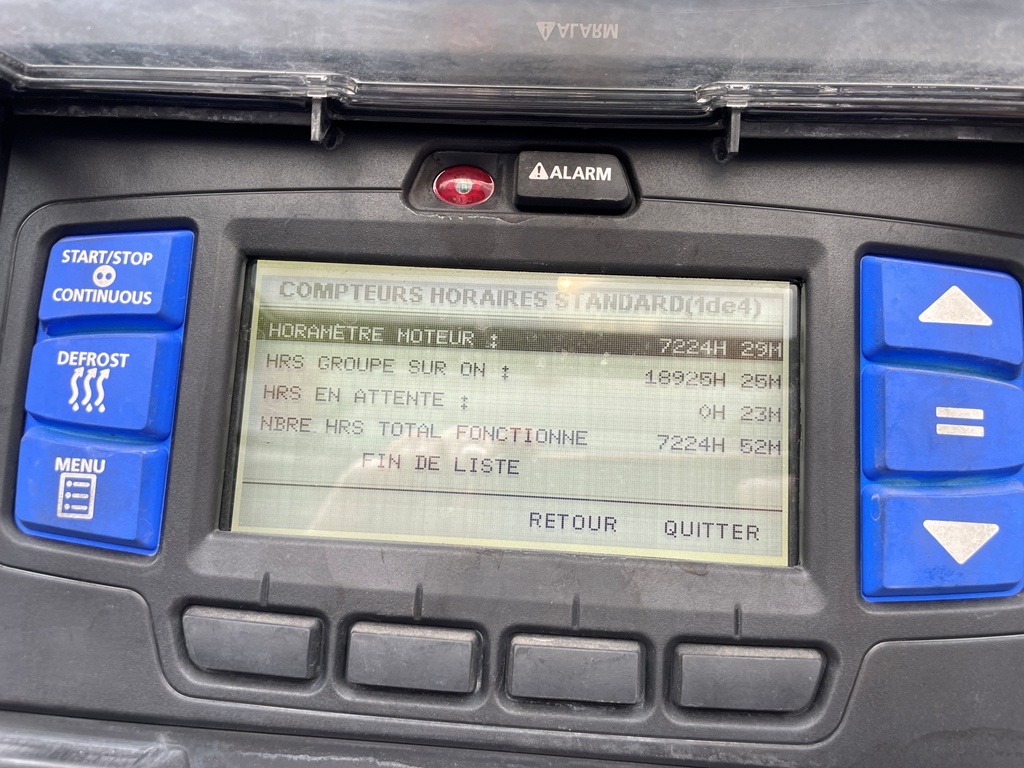 ALARM
ALARM
START/STOP
CONTINUOUS
DEFROST
MENU
COMPTEURS HORAIRES STANDARD(1de4)
HORAMÈTRE MOTEUR : 7224H 29M
HRS GROUPE SUR ON : 18925H 25M
HRS EN ATTENTE : 0H 23M
NBRE HRS TOTAL FONCTIONNE 7224H 52M
FIN DE LISTE
RETOUR QUITTER